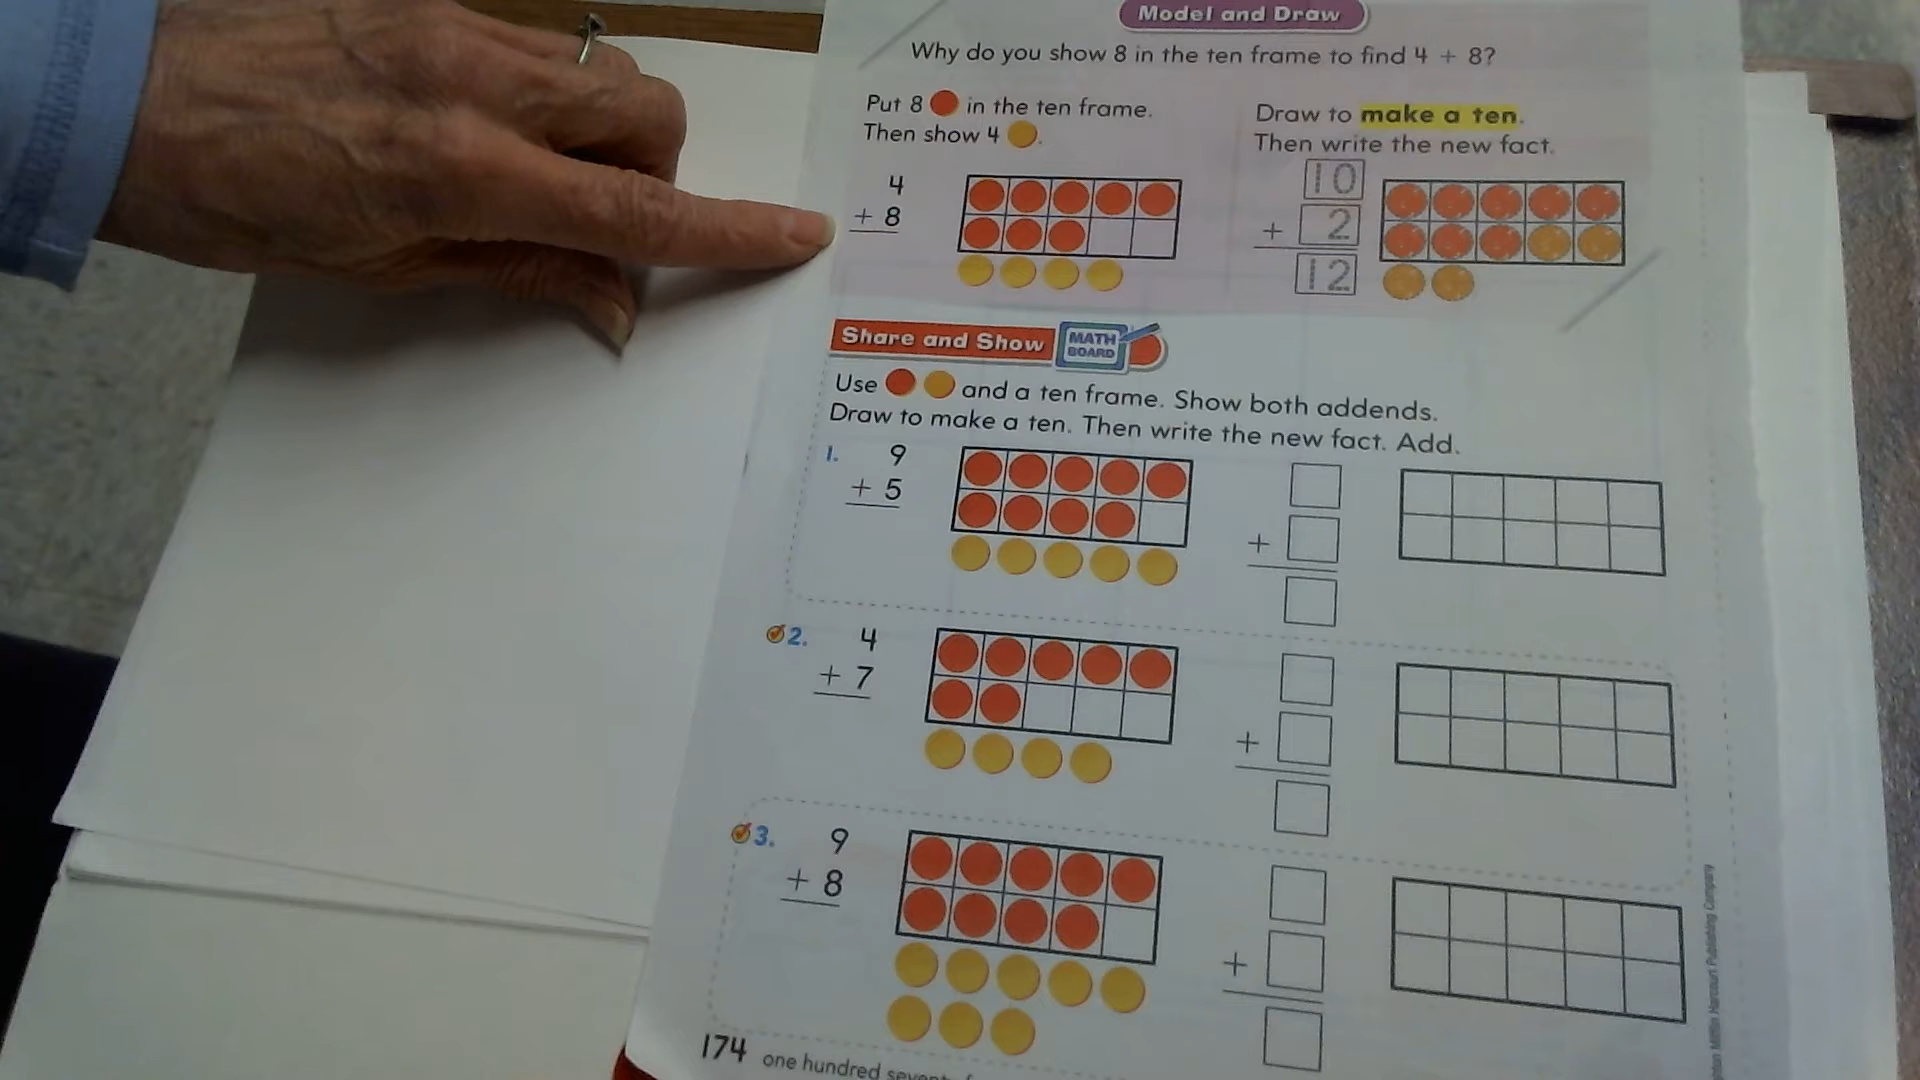 Model and Draw
Why do you show 8 in the ten frame to find 4 + 8?
Put 8 in the ten frame.
Then show 4 .
4
+ 8
Draw to make a ten.
Then write the new fact.
10
+ 2
12
Share and Show
MATH
BOARD
Use and a ten frame. Show both addends.
Draw to make a ten. Then write the new fact. Add.
1. 9
+ 5
+
2. 4
+ 7
+
3. 9
+ 8
+
174 one hundred
Harcourt Publishing Company